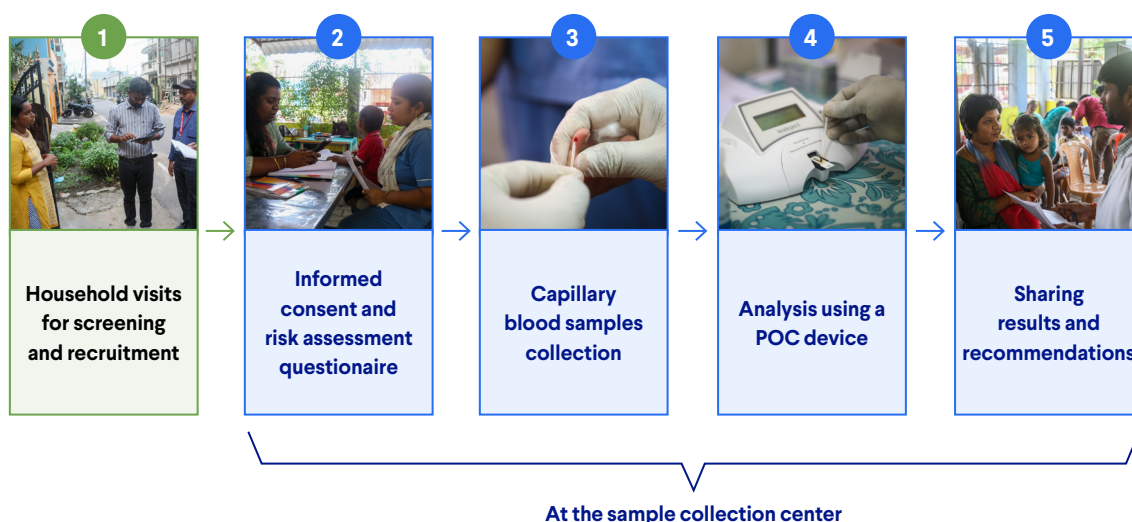 1
2
3
4
5
Household visits
for screening
and recruitment
Informed
consent and
risk assessment
questionaire
Capillary
blood samples
collection
Analysis using a
POC device
Sharing
results and
recommendations
At the sample collection center